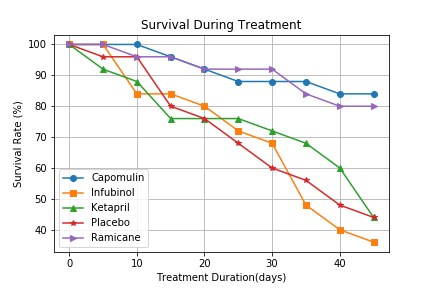 Survival During Treatment
Survival Rate (%)
100
90
80
70
60
50
40
Capomulin
Infubinol
Ketapril
Placebo
Ramicane
0
10
20
30
40
Treatment Duration(days)